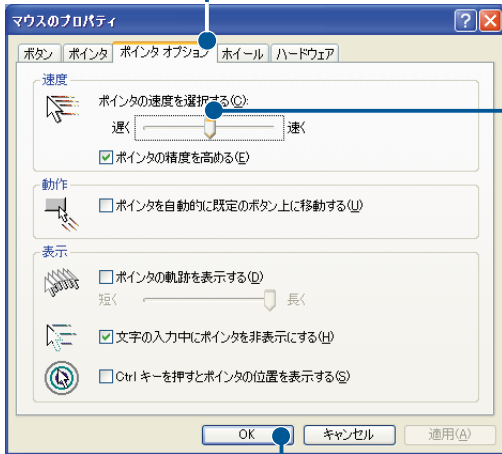 マウスのプロパティ
ボタン ポインタ ポインタ オプション ホイール ハードウェア
速度
ポインタの速度を選択する(C):
遅く 速く
ポインタの精度を高める(E)
動作
ポインタを自動的に既定のボタン上に移動する(U)
表示
ポインタの軌跡を表示する(D)
短く 長く
文字の入力中にポインタを非表示にする(H)
Ctrl キーを押すとポインタの位置を表示する(S)
OK キャンセル 適用(A)